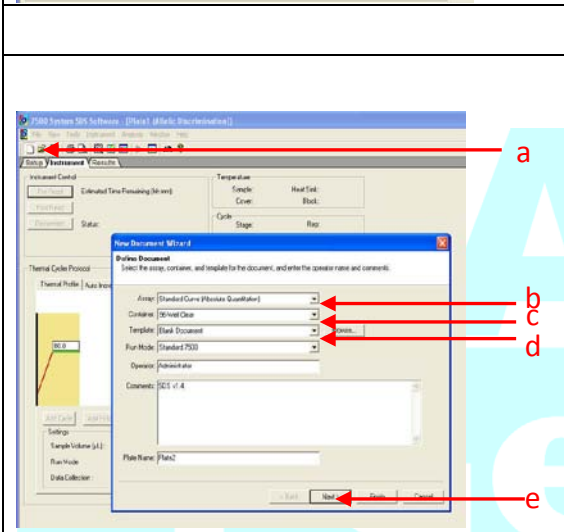 7500 System SDS Software - [Plate1 (Allelic Discrimination)]
File View Tools Instrument Analysis Window Help
a
Setup Instrument Results
Instrument Control
Estimated Time Remaining (hh:mm):
Status:
Temperature
Sample: Heat Sink:
Cover: Block:
Cycle
Stage: Rep:
Thermal Cycler Protocol
Thermal Profile Auto Increment
60.0
Add Cycle
Settings
Sample Volume (µL):
Run Mode
Data Collection:
New Document Wizard
Define Document
Select the assay, container, and template for the document, and enter the operator name and comments.
Assay: Standard Curve (Absolute Quantitation)
b
Container: 96-Well Clear
c
Template: Blank Document
d
Run Mode: Standard 7500
Operator: Administrator
Comments: SDS v1.4
Plate Name: Plate2
< Back Next > Finish Cancel
e